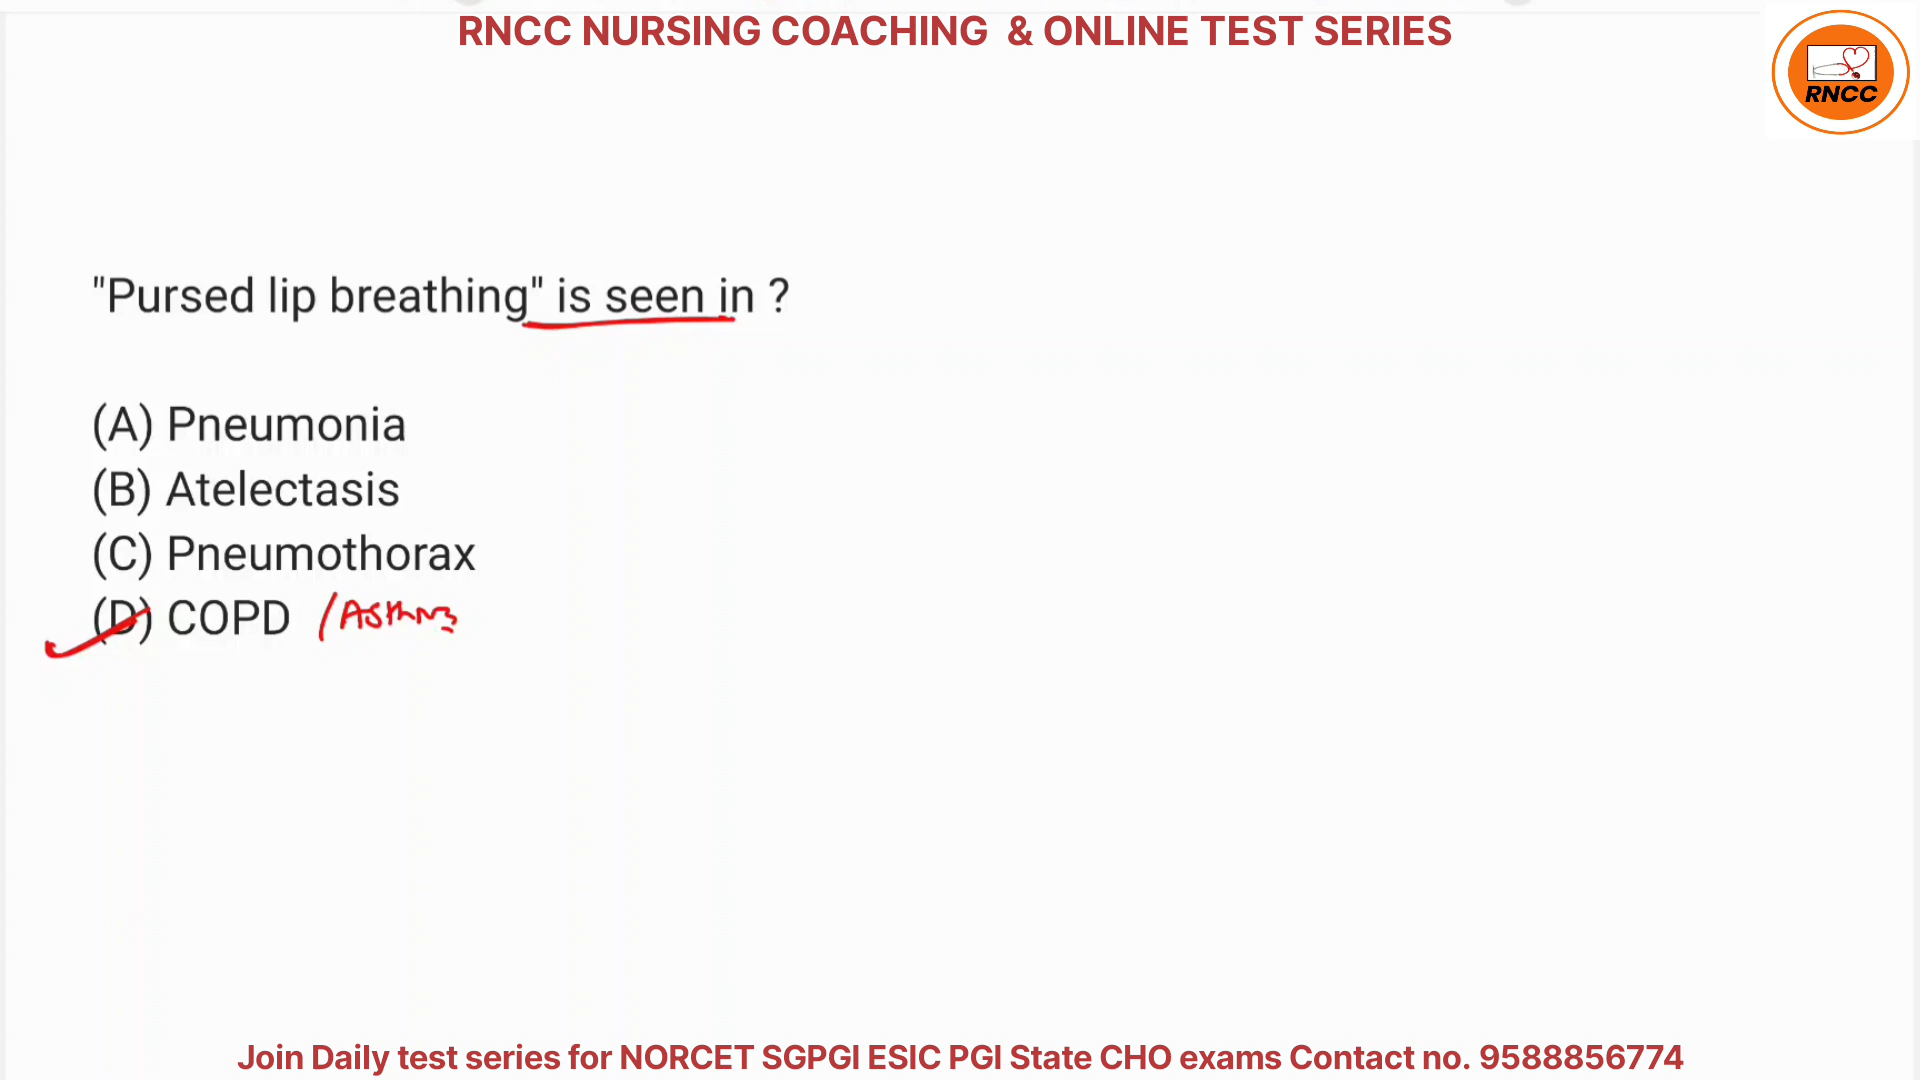 RNCC NURSING COACHING & ONLINE TEST SERIES
RNCC
"Pursed lip breathing" is seen in ?
(A) Pneumonia
(B) Atelectasis
(C) Pneumothorax
(D) COPD /Asthma
Join Daily test series for NORCET SGPGI ESIC PGI State CHO exams Contact no. 9588856774